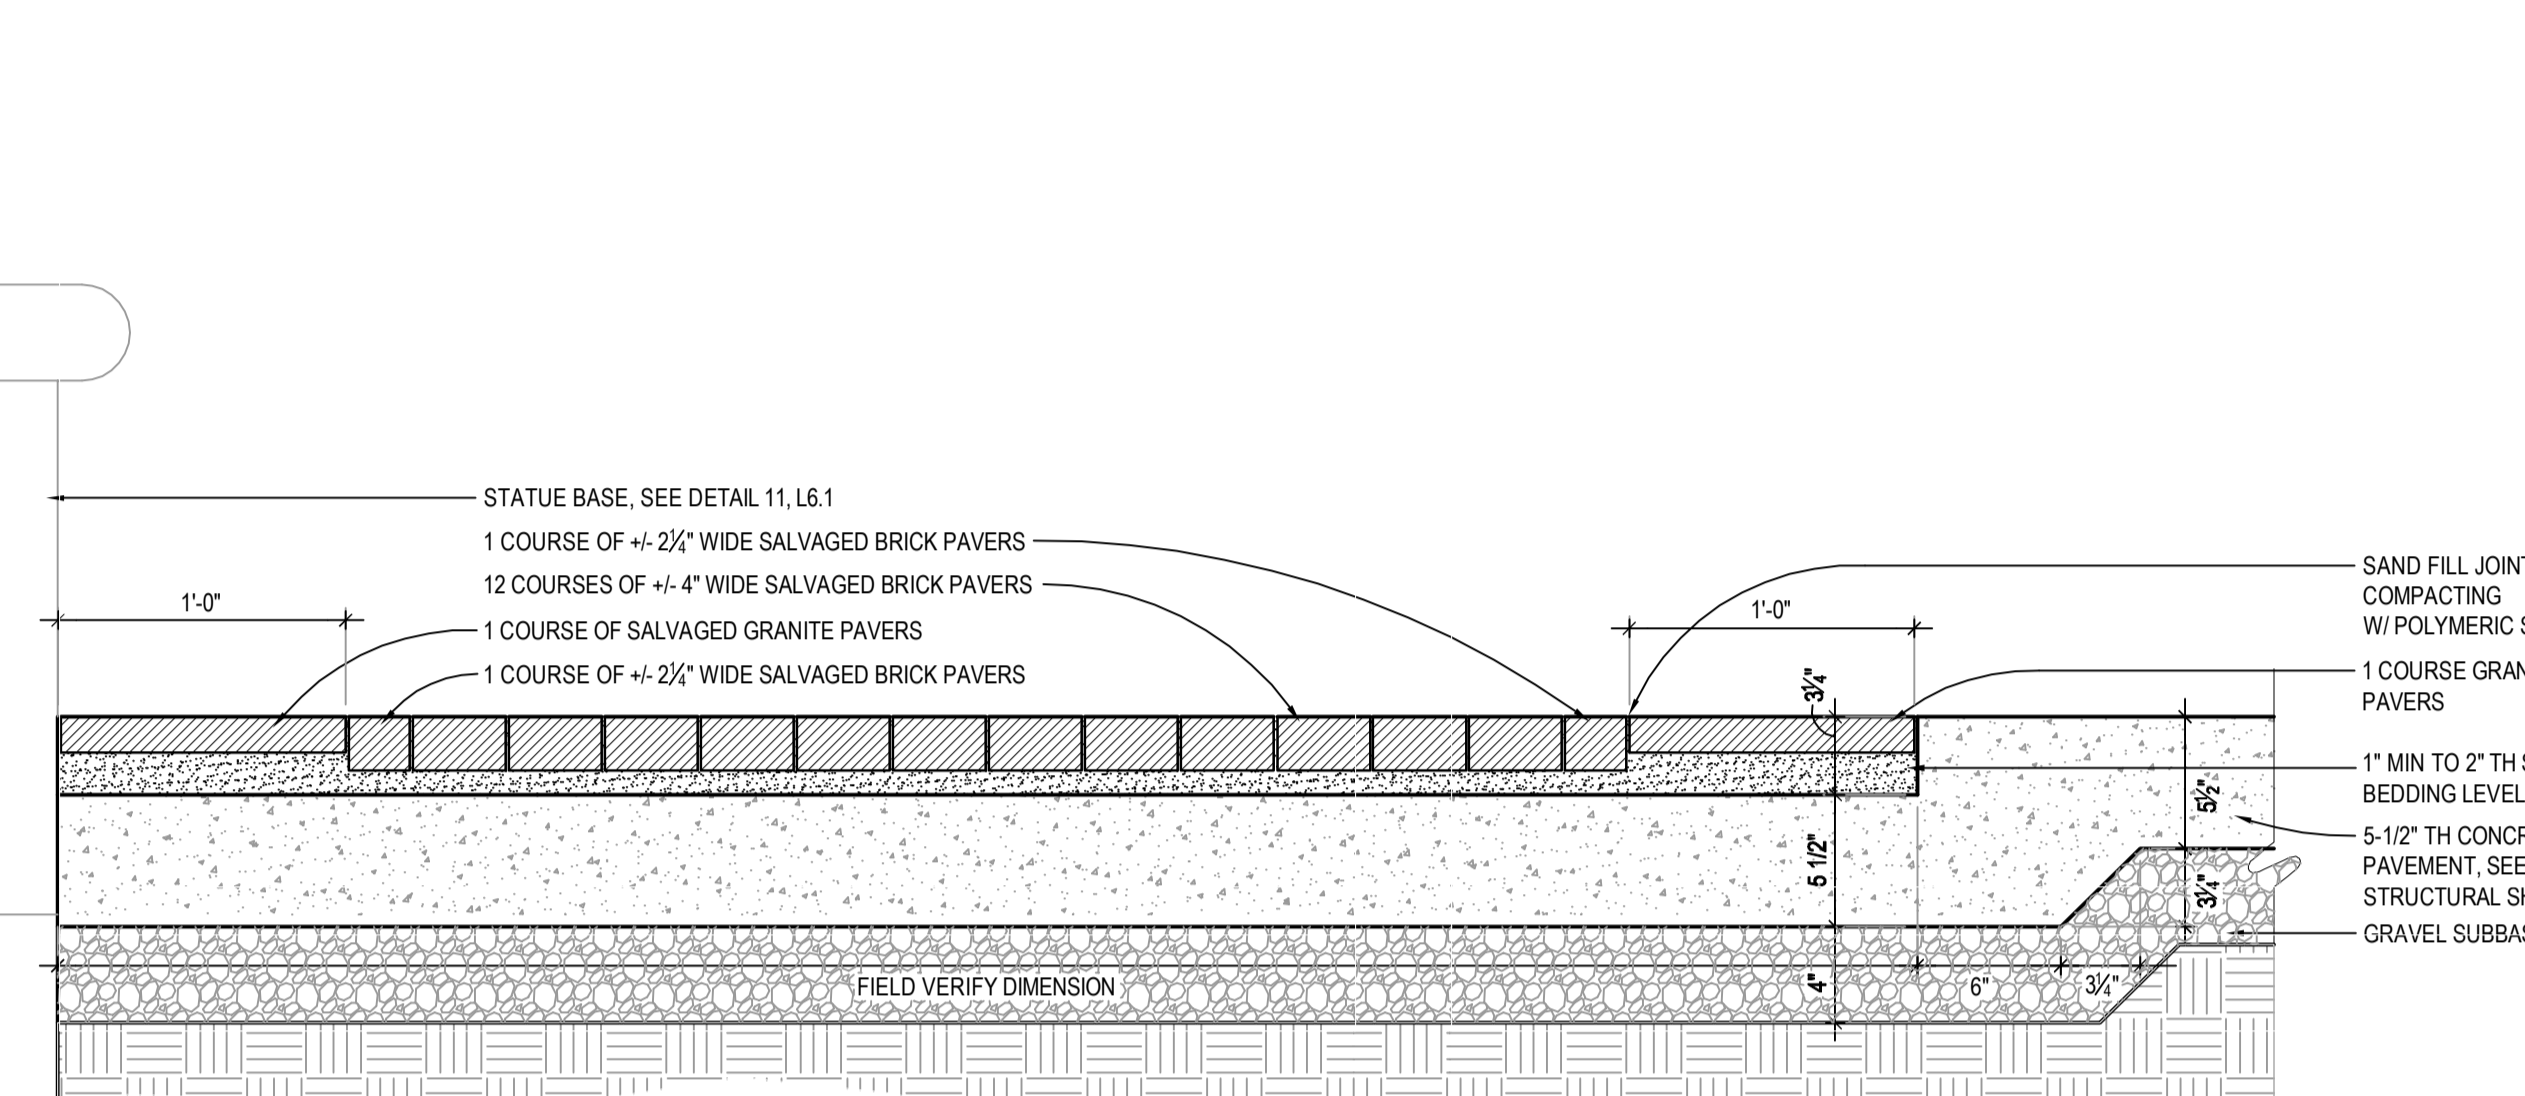 STATUE BASE, SEE DETAIL 11, L6.1
1 COURSE OF +/- 2¼" WIDE SALVAGED BRICK PAVERS
12 COURSES OF +/- 4" WIDE SALVAGED BRICK PAVERS
1 COURSE OF SALVAGED GRANITE PAVERS
1 COURSE OF +/- 2¼" WIDE SALVAGED BRICK PAVERS
1'-0"
1'-0"
SAND FILL JOINT
COMPACTING
W/ POLYMERIC
1 COURSE GRAN
PAVERS
1" MIN TO 2" TH
BEDDING LEVEL
5-1/2" TH CONCR
PAVEMENT, SEE
STRUCTURAL SH
GRAVEL SUBBAS
3¼"
5 1/2"
4"
5½"
3¼"
FIELD VERIFY DIMENSION
6"
3¼"